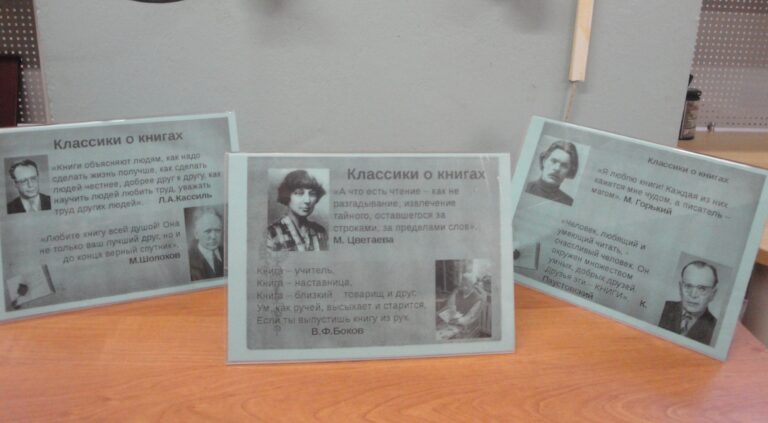 Классики о книгах
«Книги объясняют людям, как надо
сделать жизнь получше, как сделать
людей честнее, добрее друг к другу, как
научить людей любить труд, уважать
труд других людей».
Л.А.Кассиль
«Любите книгу всей душой! Она
не только ваш лучший друг, но и
до конца верный спутник».
М.Шолохов
Классики о книгах
«А что есть чтение – как не
разгадывание, извлечение
тайного, оставшегося за
строками, за пределами слов».
М. Цветаева
Книга – учитель,
Книга – наставница,
Книга – близкий товарищ и друг.
Ум, как ручей, высыхает и старится,
Если ты выпустишь книгу из рук.
В.Ф.Боков
Классики о книгах
«Я люблю книги! Каждая из них
кажется мне чудом, а писатель –
магом». М. Горький
«Человек, любящий и
умеющий читать, -
счастливый человек. Он
окружен множеством
умных, добрых друзей.
Друзья эти – КНИГИ». К.
Паустовский